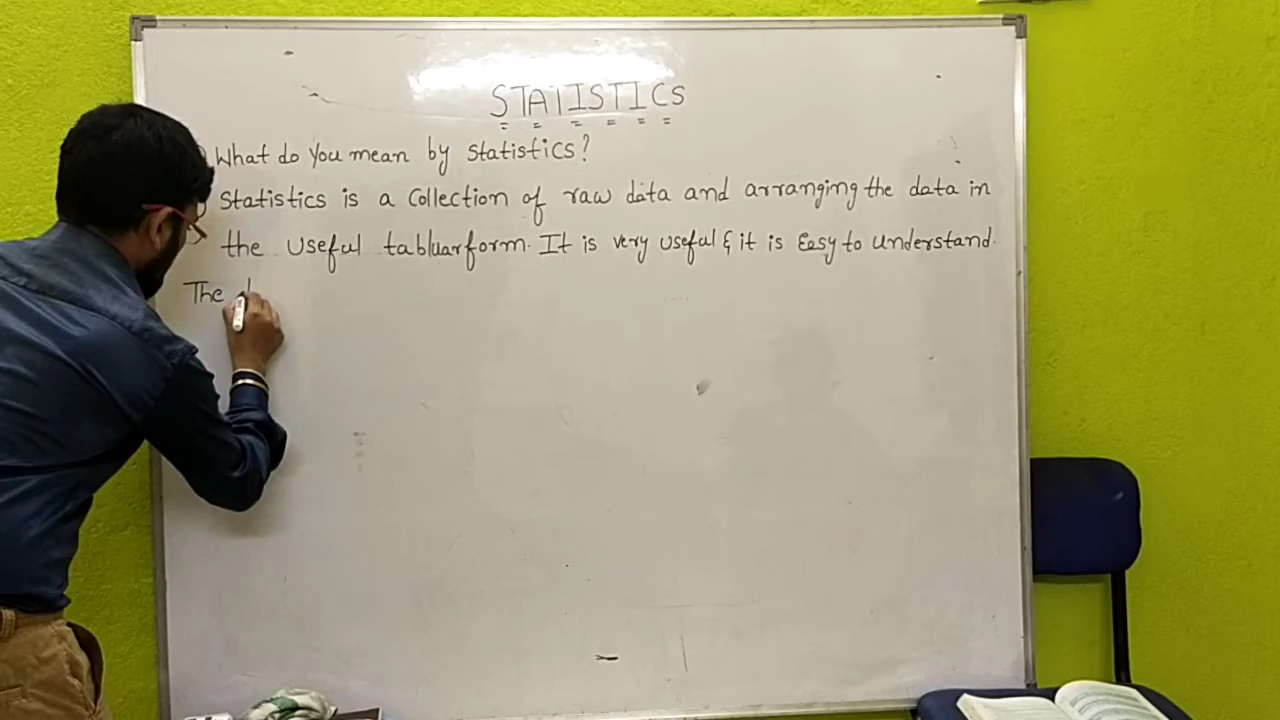 STATISTICS
What do you mean by statistics?
Statistics is a collection of raw data and arranging the data in
the useful tabluarform. It is very useful & it is Easy to understand.
The